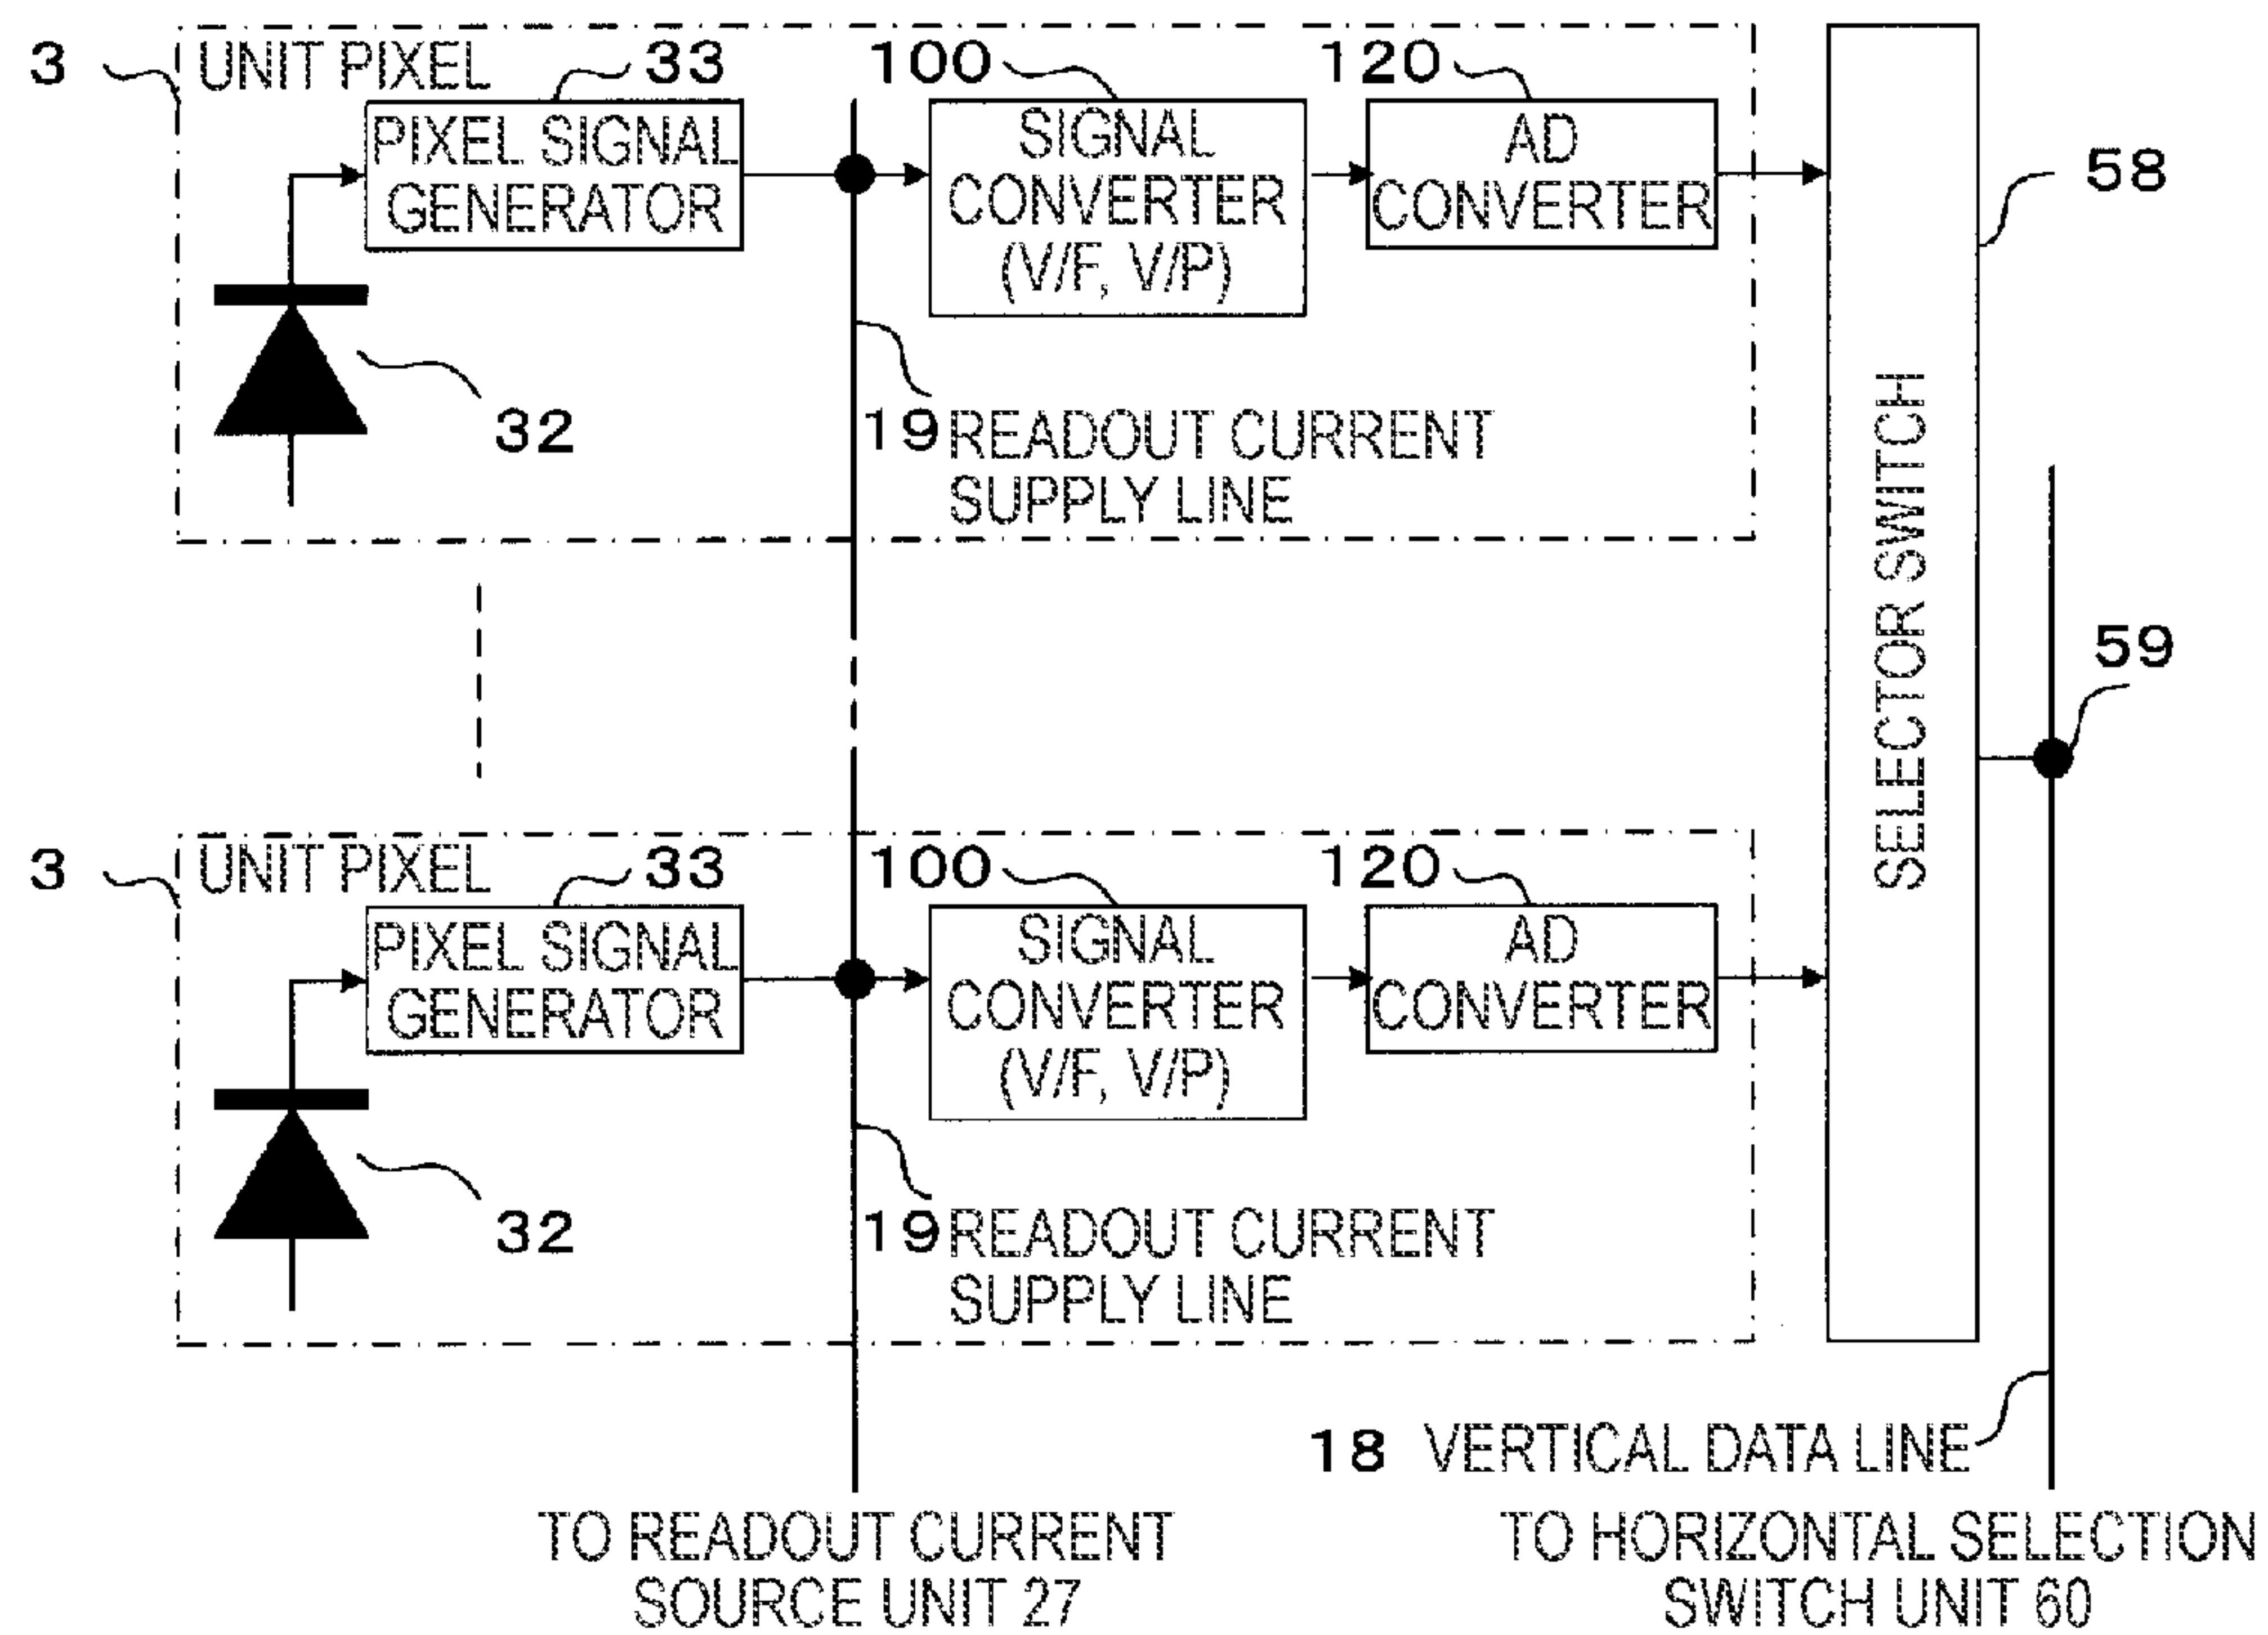 3
UNIT PIXEL
33
100
120
PIXEL SIGNAL
GENERATOR
SIGNAL
CONVERTER
(V/F, V/P)
AD
CONVERTER
58
32
19 READOUT CURRENT
SUPPLY LINE
SELECTOR SWITCH
59
3
UNIT PIXEL
33
100
120
PIXEL SIGNAL
GENERATOR
SIGNAL
CONVERTER
(V/F, V/P)
AD
CONVERTER
32
19 READOUT CURRENT
SUPPLY LINE
18 VERTICAL DATA LINE
TO READOUT CURRENT
SOURCE UNIT 27
TO HORIZONTAL SELECTION
SWITCH UNIT 60